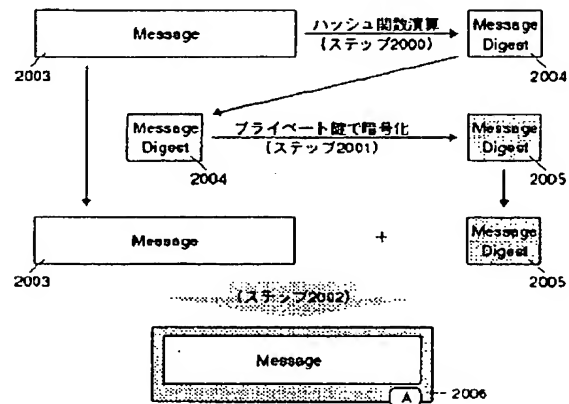 Message
ハッシュ関数演算
(ステップ2000)
Message
Digest
2003
2004
Message
Digest
プライベート鍵で暗号化
(ステップ2001)
Message
Digest
2004
2005
Message
+
Message
Digest
2003
2005
(ステップ2002)
Message
A
2006